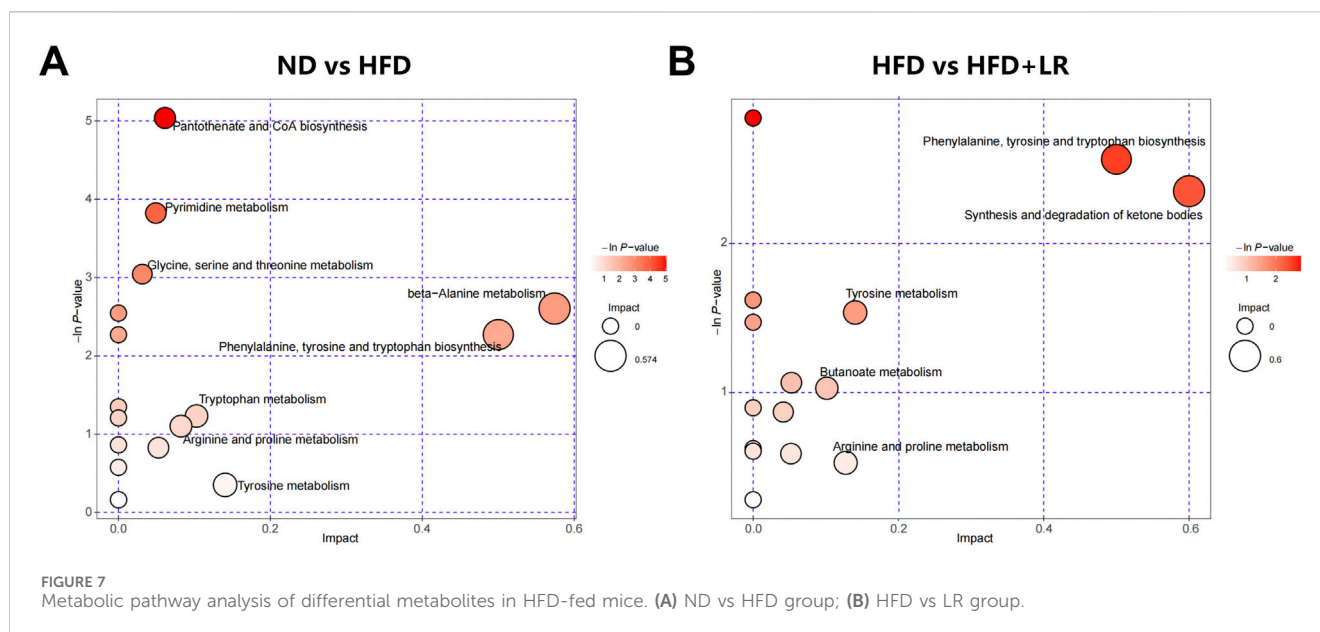 A
ND vs HFD
Pantothenate and CoA biosynthesis
Pyrimidine metabolism
Glycine, serine and threonine metabolism
beta−Alanine metabolism
Phenylalanine, tyrosine and tryptophan biosynthesis
Tryptophan metabolism
Arginine and proline metabolism
Tyrosine metabolism
−ln P−value
5
4
3
2
1
0
0.0 0.2 0.4 0.6
Impact
−ln P−value
1 2 3 4 5
Impact
0
0.574
B
HFD vs HFD+LR
Phenylalanine, tyrosine and tryptophan biosynthesis
Synthesis and degradation of ketone bodies
Tyrosine metabolism
Butanoate metabolism
Arginine and proline metabolism
−ln P−value
2
1
0.0 0.2 0.4 0.6
Impact
−ln P−value
1 2
Impact
0
0.6
FIGURE 7
Metabolic pathway analysis of differential metabolites in HFD-fed mice. (A) ND vs HFD group; (B) HFD vs LR group.